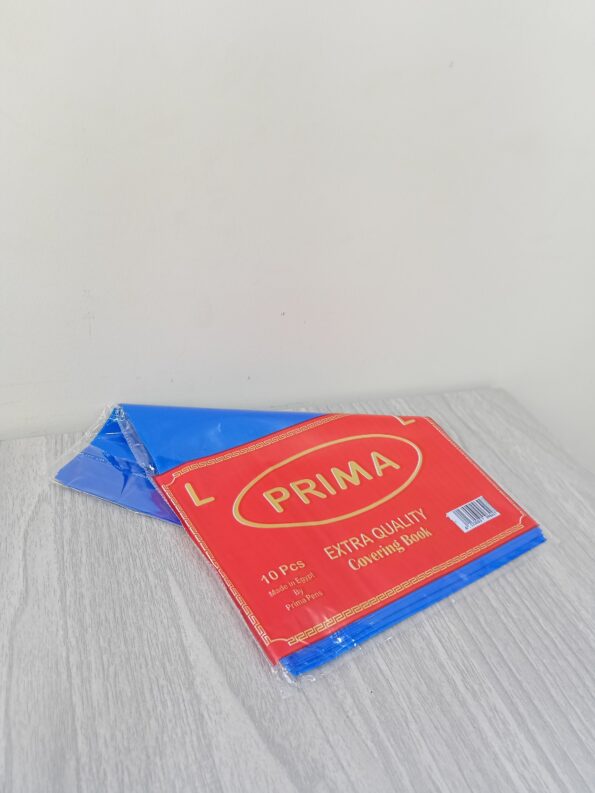 L
L
PRIMA
EXTRA QUALITY
Covering Book
10 Pcs
Made in Egypt
By
Prima Pens